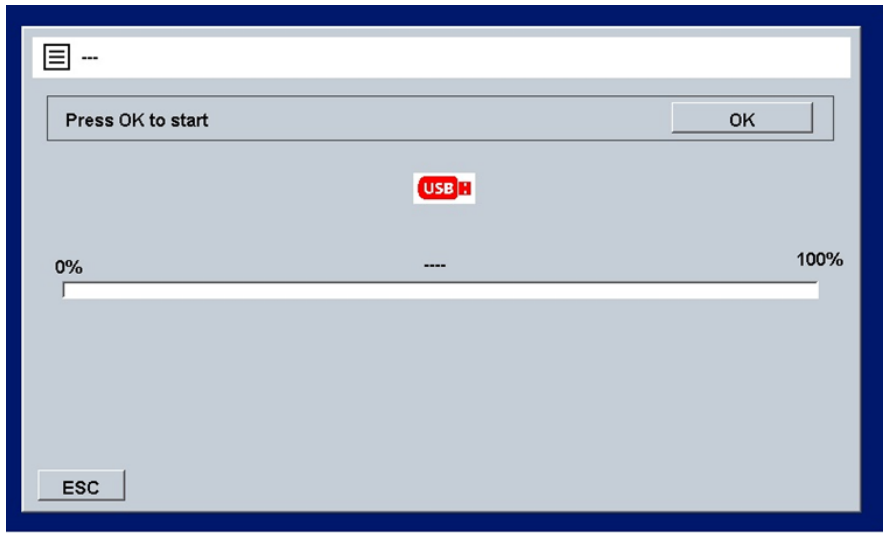 ---
Press OK to start
OK
USB
0%
----
100%
ESC